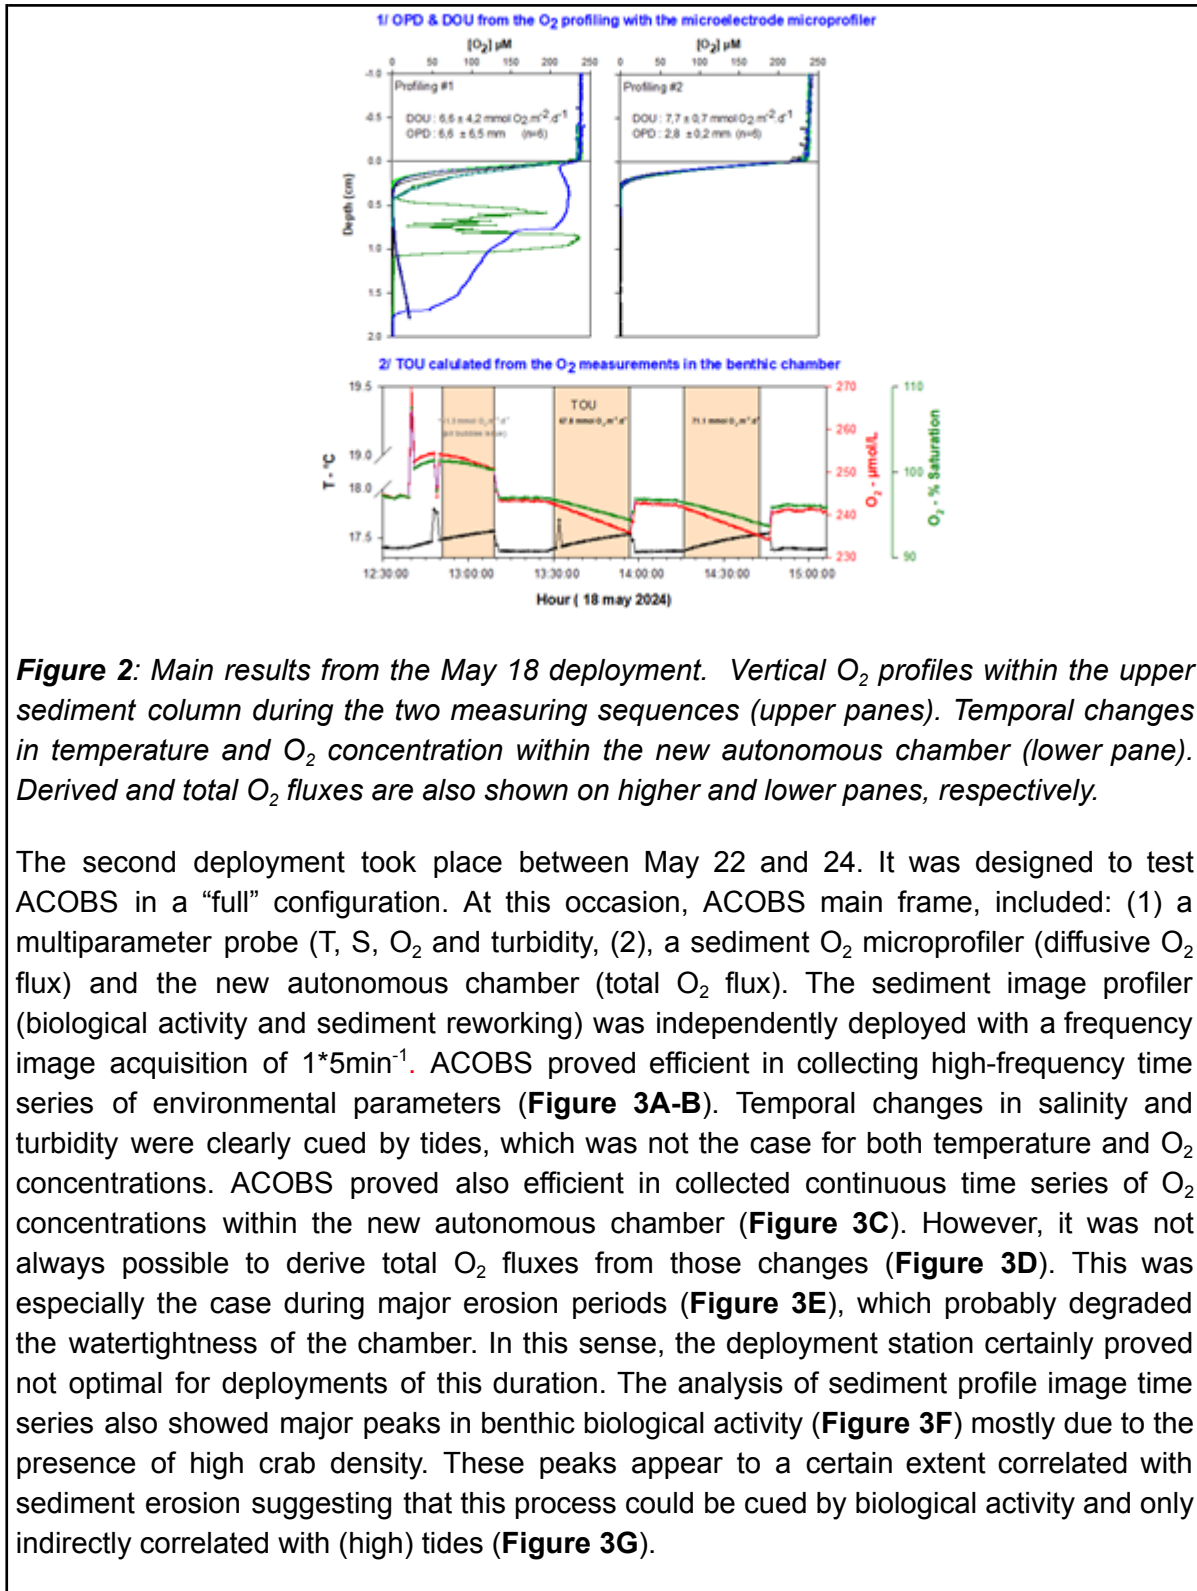 1/ OPD & DOU from the O₂ profiling with the microelectrode microprofiler
[O₂] µM
[O₂] µM
0 50 100 150 200 250
0 50 100 150 200 250
-1.0
Profiling #1
Profiling #2
DOU : 6,6 ± 4,2 mmol O₂.m⁻².d⁻¹
DOU : 7,7 ± 0,7 mmol O₂.m⁻².d⁻¹
-0.5
OPD : 6,6 ± 6,5 mm (n=6)
OPD : 2,8 ± 0,2 mm (n=6)
0.0
Depth (cm)
0.5
1.0
1.5
2.0
2/ TOU calulated from the O₂ measurements in the benthic chamber
19.5
270
110
TOU
260
19.0
250
100
T - °C
18.0
O₂ - µmol/L
O₂ - % Saturation
240
17.5
230
90
12:30:00 13:00:00 13:30:00 14:00:00 14:30:00 15:00:00
Hour ( 18 may 2024)
Figure 2: Main results from the May 18 deployment. Vertical O₂ profiles within the upper
sediment column during the two measuring sequences (upper panes). Temporal changes
in temperature and O₂ concentration within the new autonomous chamber (lower pane).
Derived and total O₂ fluxes are also shown on higher and lower panes, respectively.
The second deployment took place between May 22 and 24. It was designed to test
ACOBS in a “full” configuration. At this occasion, ACOBS main frame, included: (1) a
multiparameter probe (T, S, O₂ and turbidity, (2), a sediment O₂ microprofiler (diffusive O₂
flux) and the new autonomous chamber (total O₂ flux). The sediment image profiler
(biological activity and sediment reworking) was independently deployed with a frequency
image acquisition of 1*5min⁻¹. ACOBS proved efficient in collecting high-frequency time
series of environmental parameters (Figure 3A-B). Temporal changes in salinity and
turbidity were clearly cued by tides, which was not the case for both temperature and O₂
concentrations. ACOBS proved also efficient in collected continuous time series of O₂
concentrations within the new autonomous chamber (Figure 3C). However, it was not
always possible to derive total O₂ fluxes from those changes (Figure 3D). This was
especially the case during major erosion periods (Figure 3E), which probably degraded
the watertightness of the chamber. In this sense, the deployment station certainly proved
not optimal for deployments of this duration. The analysis of sediment profile image time
series also showed major peaks in benthic biological activity (Figure 3F) mostly due to the
presence of high crab density. These peaks appear to a certain extent correlated with
sediment erosion suggesting that this process could be cued by biological activity and only
indirectly correlated with (high) tides (Figure 3G).